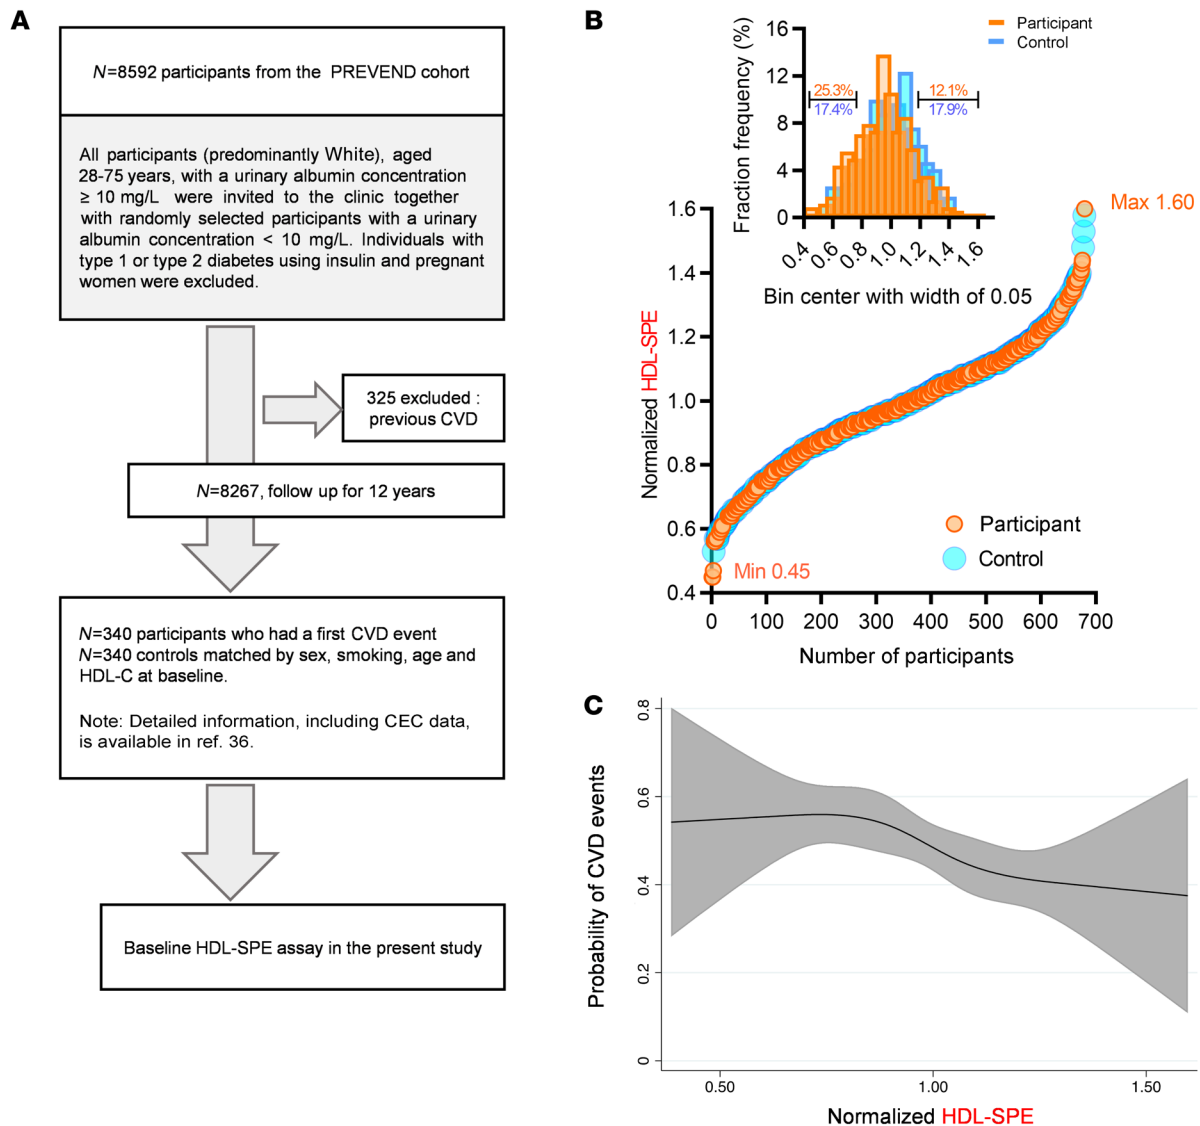 A
N=8592 participants from the PREVEND cohort
All participants (predominantly White), aged
28-75 years, with a urinary albumin concentration
≥ 10 mg/L were invited to the clinic together
with randomly selected participants with a urinary
albumin concentration < 10 mg/L. Individuals with
type 1 or type 2 diabetes using insulin and pregnant
women were excluded.
325 excluded :
previous CVD
N=8267, follow up for 12 years
N=340 participants who had a first CVD event
N=340 controls matched by sex, smoking, age and
HDL-C at baseline.
Note: Detailed information, including CEC data,
is available in ref. 36.
Baseline HDL-SPE assay in the present study
B
Participant
Control
Fraction frequency (%)
16
12
8
4
0
25.3%
17.4%
12.1%
17.9%
0.4
0.6
0.8
1.0
1.2
1.4
1.6
Bin center with width of 0.05
Normalized HDL-SPE
1.6
1.4
1.2
1.0
0.8
0.6
0.4
Max 1.60
Min 0.45
Participant
Control
0
100
200
300
400
500
600
700
Number of participants
C
Probability of CVD events
0.8
0.6
0.4
0.2
0
0.50
1.00
1.50
Normalized HDL-SPE